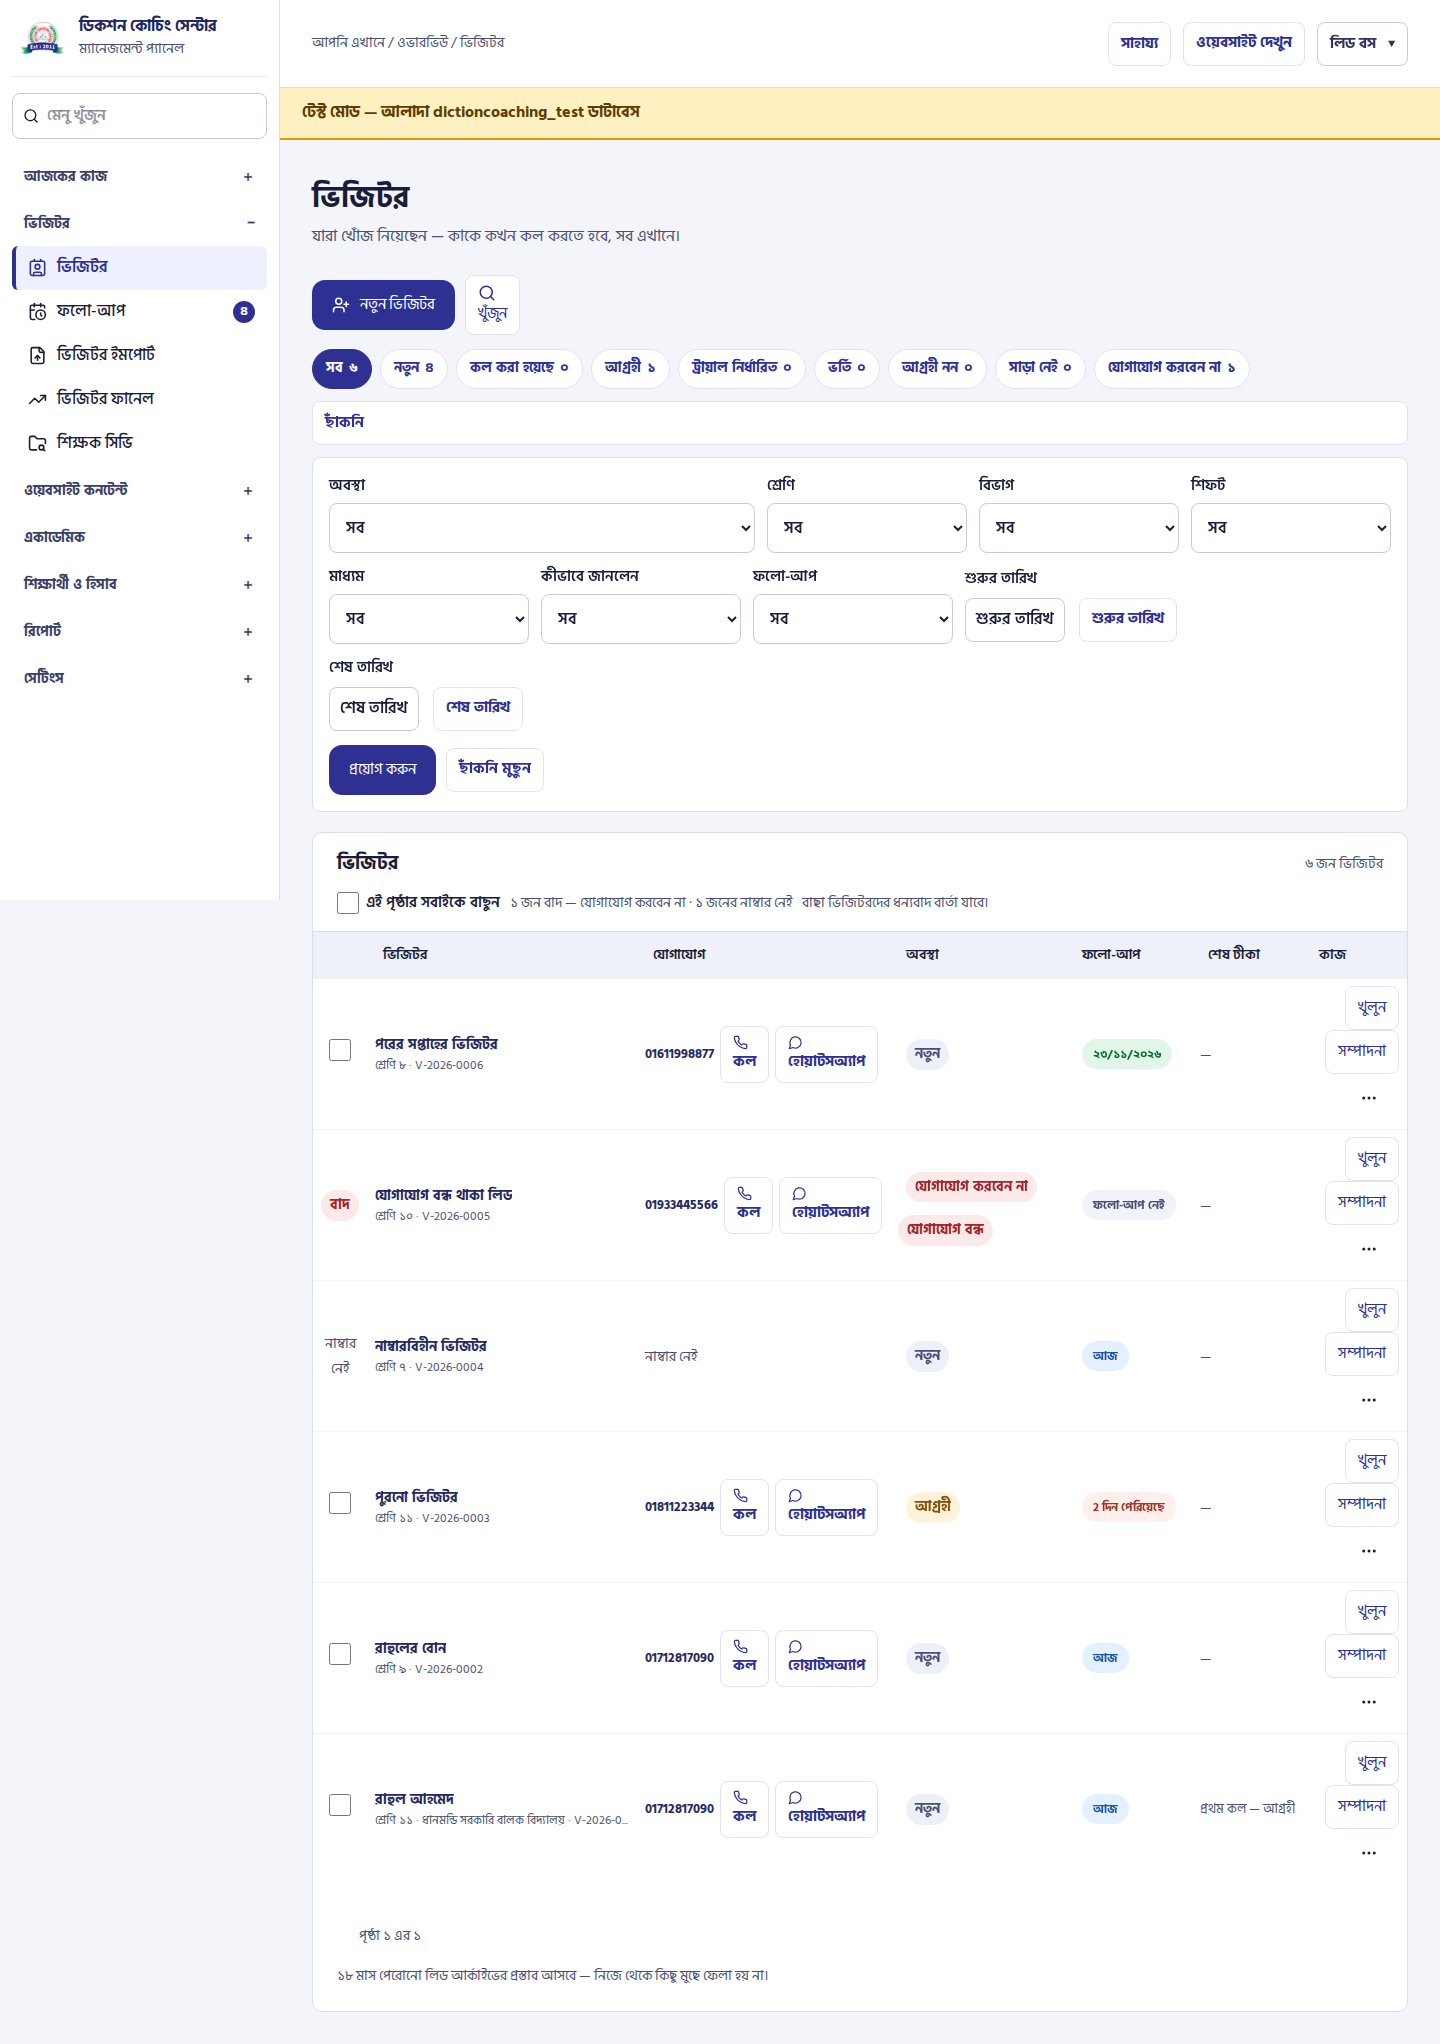 ডিকশন কোচিং সেন্টার
ম্যানেজমেন্ট প্যানেল
মেনু খুঁজুন
আজকের কাজ +
ভিজিটর −
ভিজিটর
ফলো-আপ ৪
ভিজিটর ইমপোর্ট
ভিজিটর ফানেল
শিক্ষক সিভি
ওয়েবসাইট কনটেন্ট +
একাডেমিক +
শিক্ষার্থী ও হিসাব +
রিপোর্ট +
সেটিংস +
আপনি এখানে / ওভারভিউ / ভিজিটর
সাহায্য ওয়েবসাইট দেখুন লিড বস ▾
টেস্ট মোড — আলাদা dictioncoaching_test ডাটাবেস
ভিজিটর
যারা খোঁজ নিয়েছেন — কাকে কখন কল করতে হবে, সব এখানে।
নতুন ভিজিটর খুঁজুন
সব ৬ নতুন ৪ কল করা হয়েছে ০ আগ্রহী ১ ট্রায়াল নির্ধারিত ০ ভর্তি ০ আগ্রহী নন ০ সাড়া নেই ০ যোগাযোগ করবেন না ১
ছাঁকনি
অবস্থা শ্রেণি বিভাগ শিফট
সব সব সব সব
মাধ্যম কীভাবে জানলেন ফলো-আপ শুরুর তারিখ
সব সব সব শুরুর তারিখ শুরুর তারিখ
শেষ তারিখ
শেষ তারিখ শেষ তারিখ
প্রয়োগ করুন ছাঁকনি মুছুন
ভিজিটর ৬ জন ভিজিটর
এই পৃষ্ঠার সবাইকে বাছুন ১ জন বাদ — যোগাযোগ করবেন না · ১ জনের নাম্বার নেই বাছা ভিজিটরদের ধন্যবাদ বার্তা যাবে।
ভিজিটর যোগাযোগ অবস্থা ফলো-আপ শেষ টীকা কাজ
পরের সপ্তাহের ভিজিটর
শ্রেণি ৮ · V-2026-0006
01611998877 কল হোয়াটসঅ্যাপ নতুন ২৩/১১/২০২৬ — খুলুন
সম্পাদনা
...
বাদ যোগাযোগ বন্ধ থাকা লিড
শ্রেণি ১০ · V-2026-0005
01933445566 কল হোয়াটসঅ্যাপ যোগাযোগ করবেন না
যোগাযোগ বন্ধ
ফলো-আপ নেই — খুলুন
সম্পাদনা
...
নাম্বার নেই নাম্বারবিহীন ভিজিটর
শ্রেণি ৭ · V-2026-0004
নাম্বার নেই নতুন আজ — খুলুন
সম্পাদনা
...
পুরনো ভিজিটর
শ্রেণি ১১ · V-2026-0003
01811223344 কল হোয়াটসঅ্যাপ আগ্রহী 2 দিন পেরিয়েছে — খুলুন
সম্পাদনা
...
রাহুলের বোন
শ্রেণি ৯ · V-2026-0002
01712817090 কল হোয়াটসঅ্যাপ নতুন আজ — খুলুন
সম্পাদনা
...
রাহুল আহমেদ
শ্রেণি ১১ · ধানমন্ডি সরকারি বালক বিদ্যালয় · V-2026-0...
01712817090 কল হোয়াটসঅ্যাপ নতুন আজ প্রথম কল — আগ্রহী খুলুন
সম্পাদনা
...
পৃষ্ঠা ১ এর ১
১৮ মাস পেরোনো লিড আর্কাইভের প্রস্তাব আসবে — নিজে থেকে কিছু মুছে ফেলা হয় না।